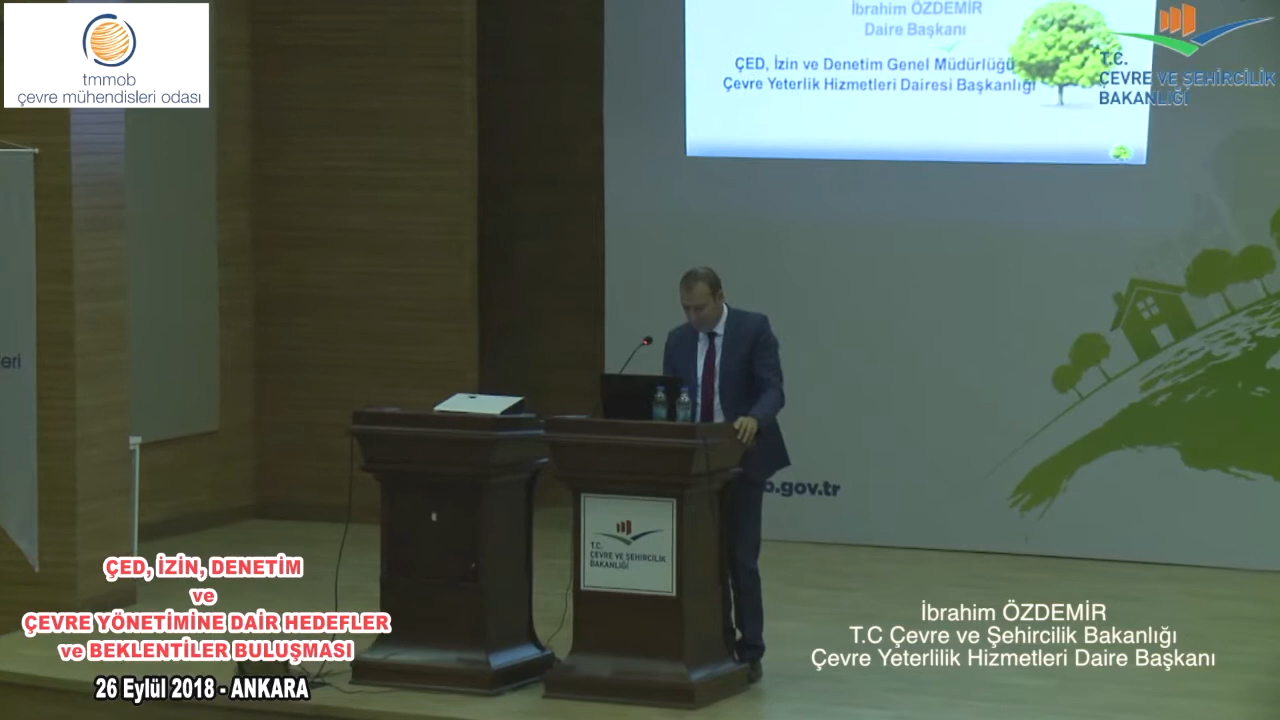 tmmob
çevre mühendisleri odası
İbrahim ÖZDEMİR
Daire Başkanı
ÇED, İzin ve Denetim Genel Müdürlüğü
Çevre Yeterlik Hizmetleri Dairesi Başkanlığı
T.C.
ÇEVRE VE ŞEHİRCİLİK
BAKANLIĞI
eri
b.gov.tr
T.C.
ÇEVRE VE ŞEHİRCİLİK
BAKANLIĞI
ÇED, İZİN, DENETİM
ve
ÇEVRE YÖNETİMİNE DAİR HEDEFLER
ve BEKLENTİLER BULUŞMASI
26 Eylül 2018 - ANKARA
İbrahim ÖZDEMİR
T.C Çevre ve Şehircilik Bakanlığı
Çevre Yeterlilik Hizmetleri Daire Başkanı